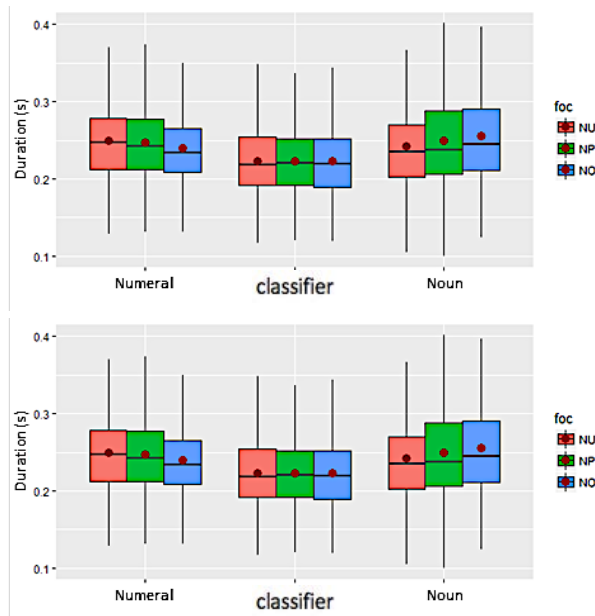 0.4
0.3
0.2
0.1
Duration (s)
Numeral
classifier
Noun
foc
NU
NP
NO
0.4
0.3
0.2
0.1
Duration (s)
Numeral
classifier
Noun
foc
NU
NP
NO